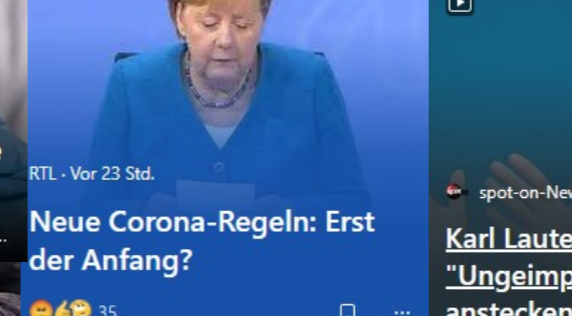 RTL · Vor 23 Std.
Neue Corona-Regeln: Erst
der Anfang?
35
...
spot-on-New
Karl Laute
"Ungeimp
anstecken